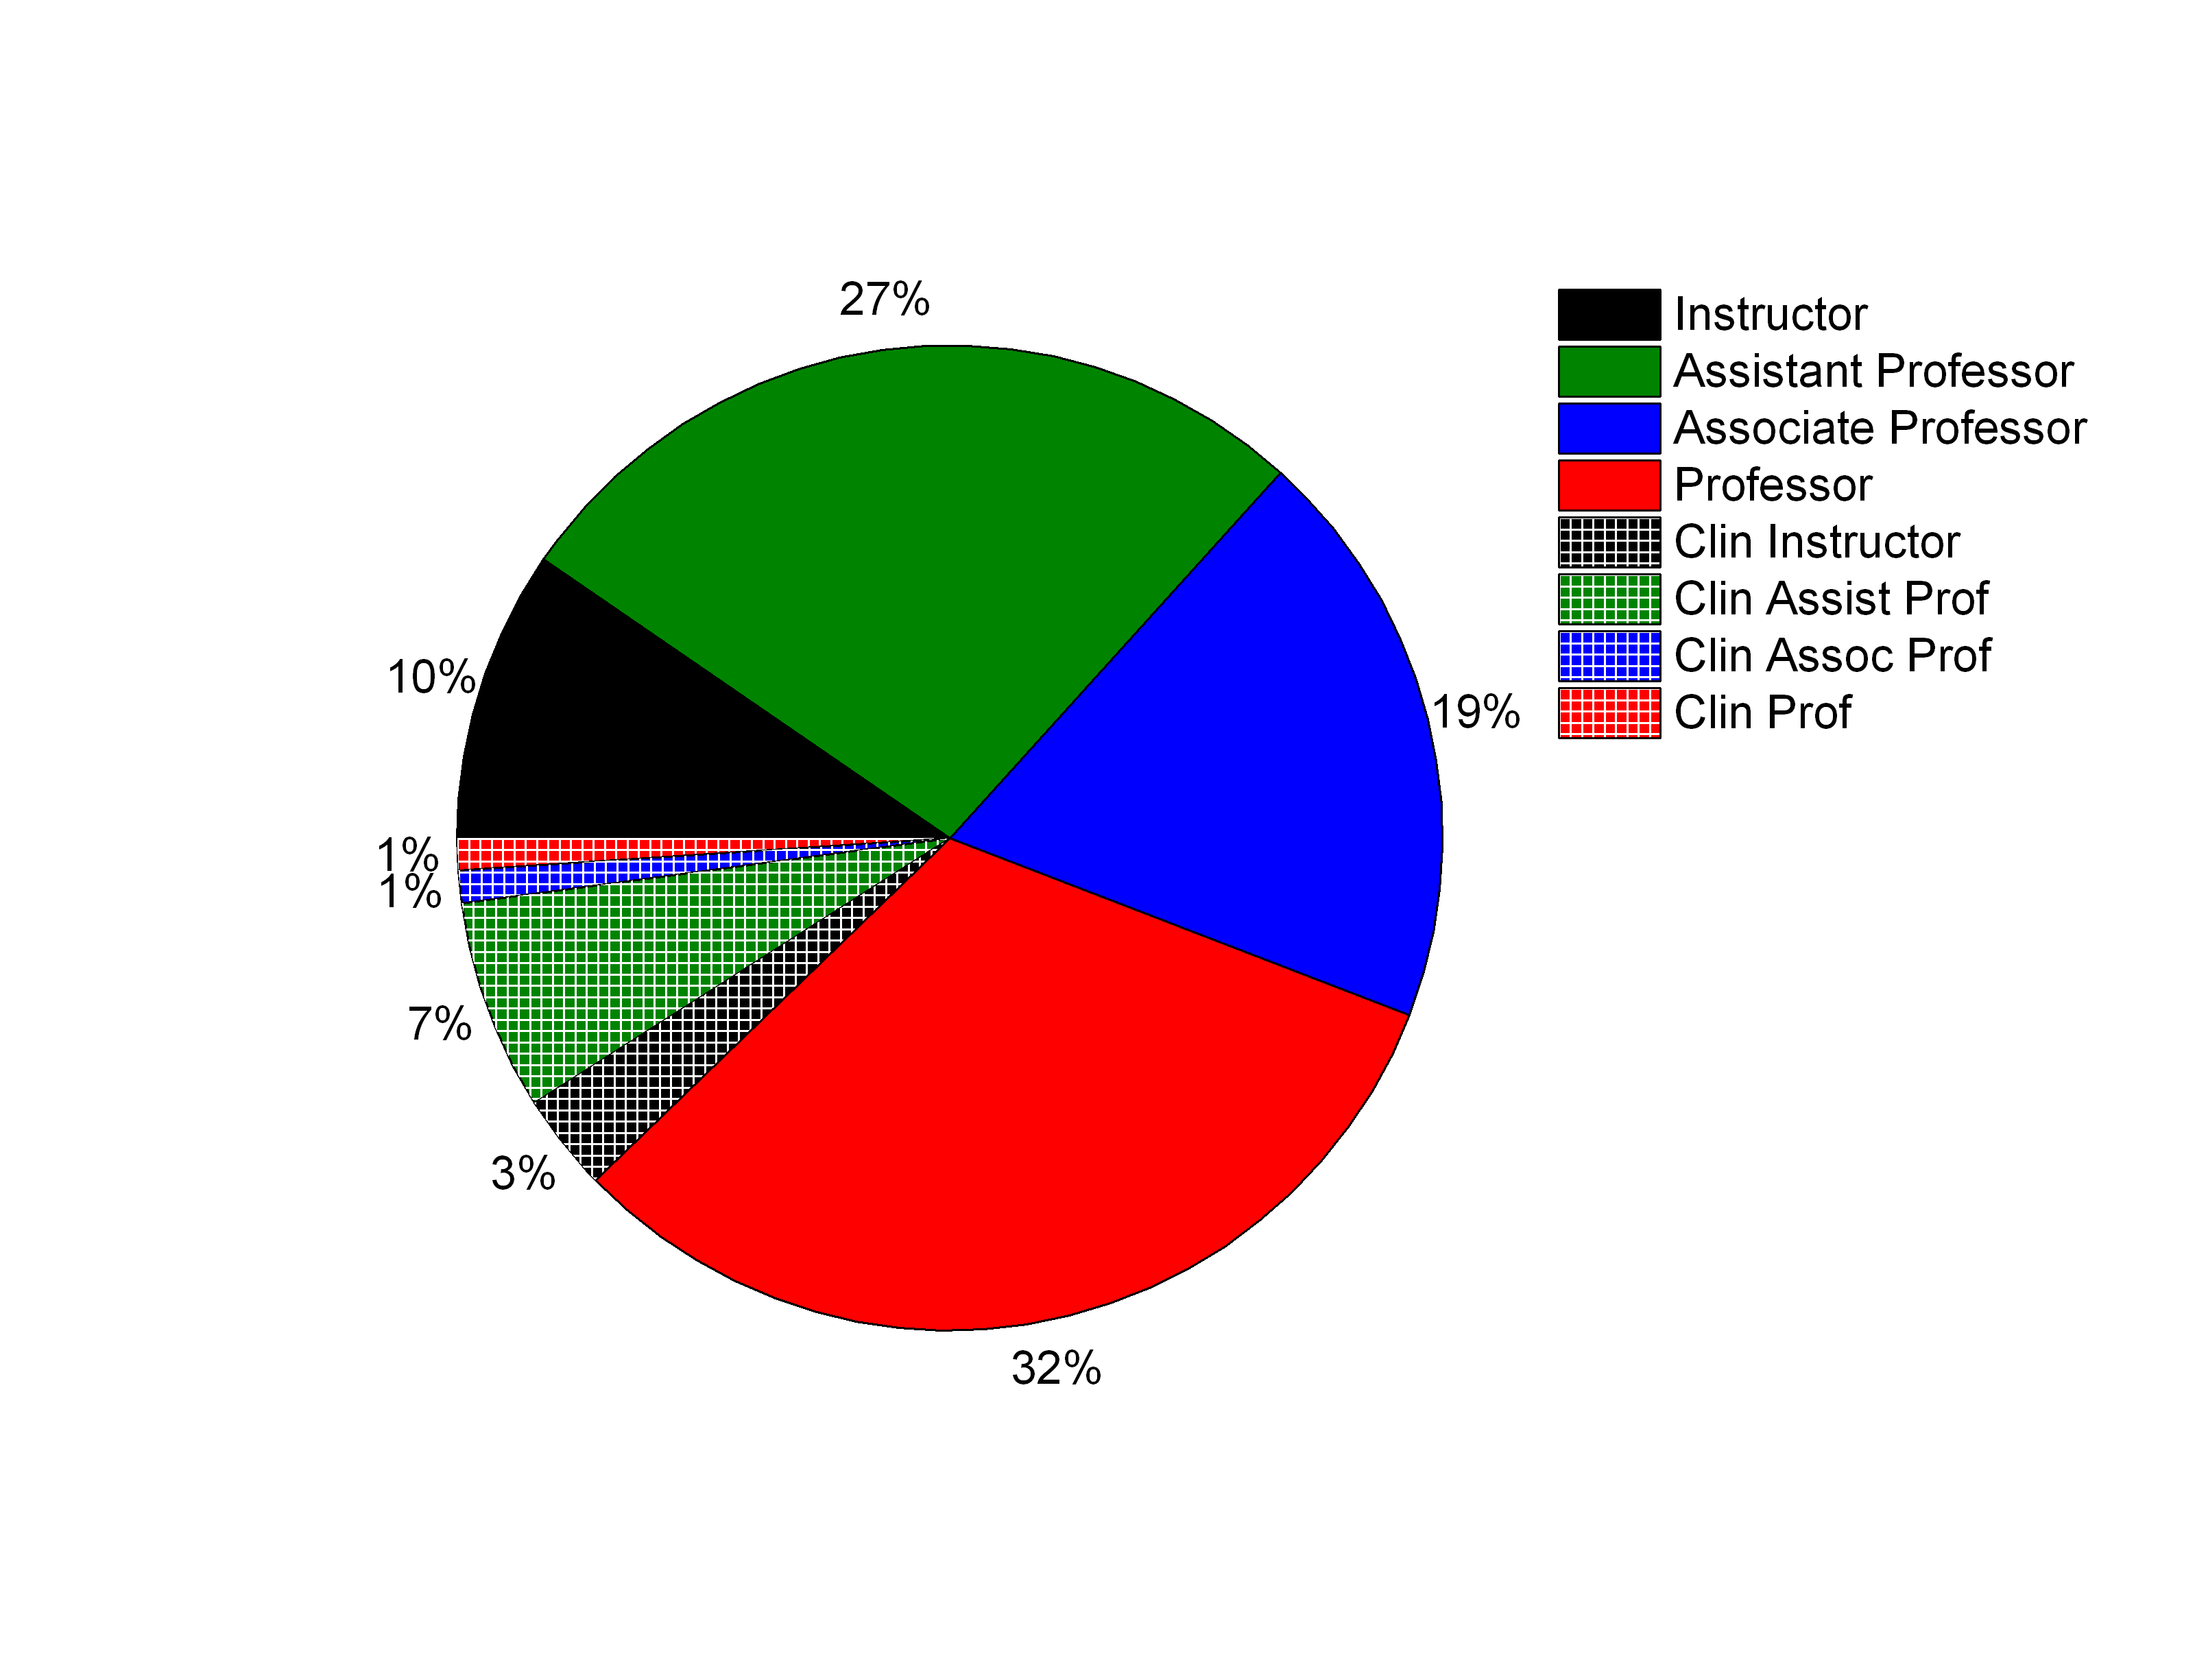 27%
Instructor
Assistant Professor
Associate Professor
Professor
Clin Instructor
Clin Assist Prof
10%
Clin Assoc Prof
19%
Clin Prof
1%
1%
7%
3%
32%